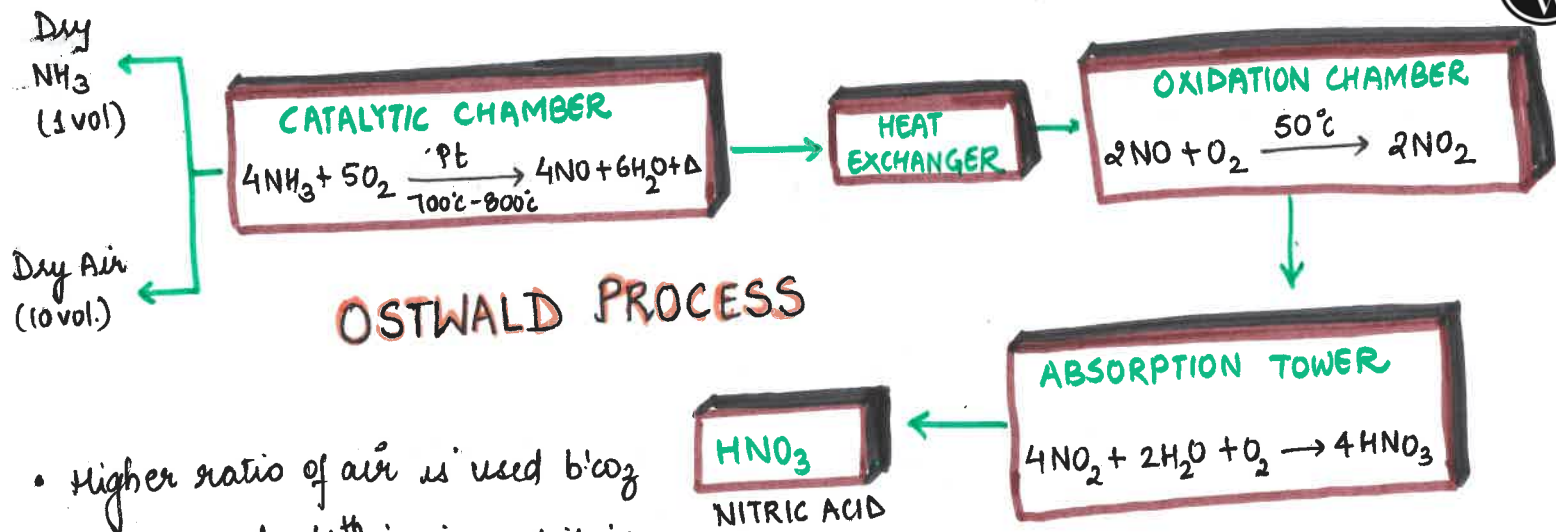 Dry
NH₃
(1 vol)
Dry Air
(10 vol.)
CATALYTIC CHAMBER
Pt
4NH₃ + 5O₂ → 4NO + 6H₂O + Δ
700°C-800°C
HEAT
EXCHANGER
OXIDATION CHAMBER
50°C
2NO + O₂ → 2NO₂
OSTWALD PROCESS
ABSORPTION TOWER
4NO₂ + 2H₂O + O₂ → 4HNO₃
HNO₃
NITRIC ACID
• Higher ratio of air is used b'coz